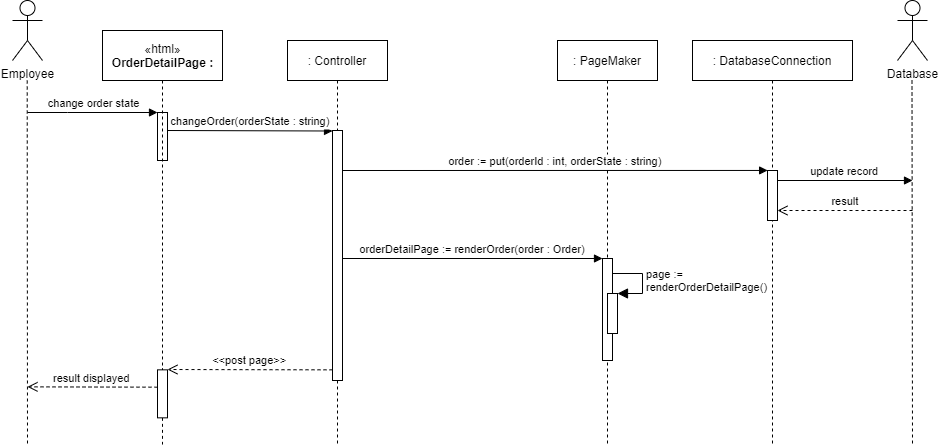 «html»
OrderDetailPage :
: Controller
: PageMaker
: DatabaseConnection
Employee
Database
change order state
changeOrder(orderState : string)
order := put(orderId : int, orderState : string)
update record
result
orderDetailPage := renderOrder(order : Order)
page :=
renderOrderDetailPage()
<<post page>>
result displayed